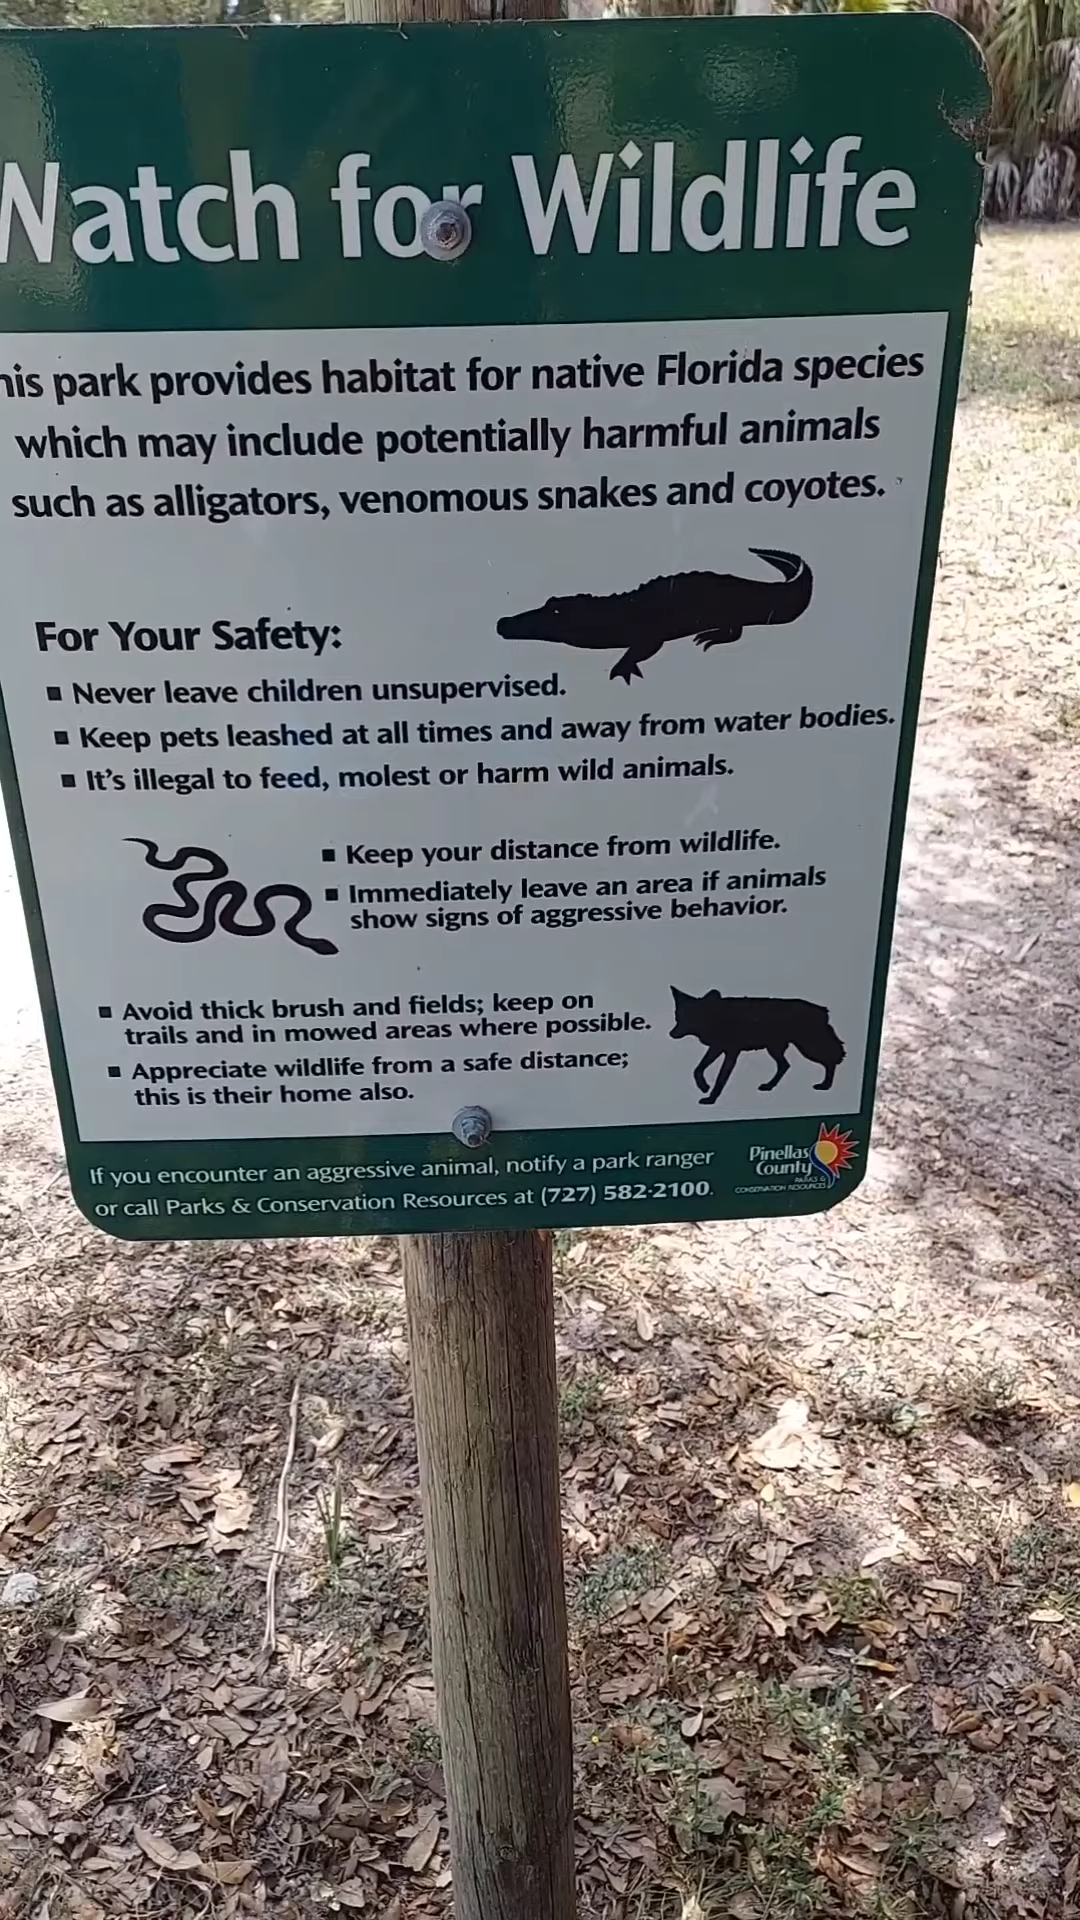 Watch for Wildlife
his park provides habitat for native Florida species
which may include potentially harmful animals
such as alligators, venomous snakes and coyotes.
For Your Safety:
▪ Never leave children unsupervised.
▪ Keep pets leashed at all times and away from water bodies.
▪ It's illegal to feed, molest or harm wild animals.
▪ Keep your distance from wildlife.
▪ Immediately leave an area if animals
show signs of aggressive behavior.
▪ Avoid thick brush and fields; keep on
trails and in mowed areas where possible.
▪ Appreciate wildlife from a safe distance;
this is their home also.
If you encounter an aggressive animal, notify a park ranger
or call Parks & Conservation Resources at (727) 582-2100.
Pinellas
County
PARKS &
CONSERVATION RESOURCES